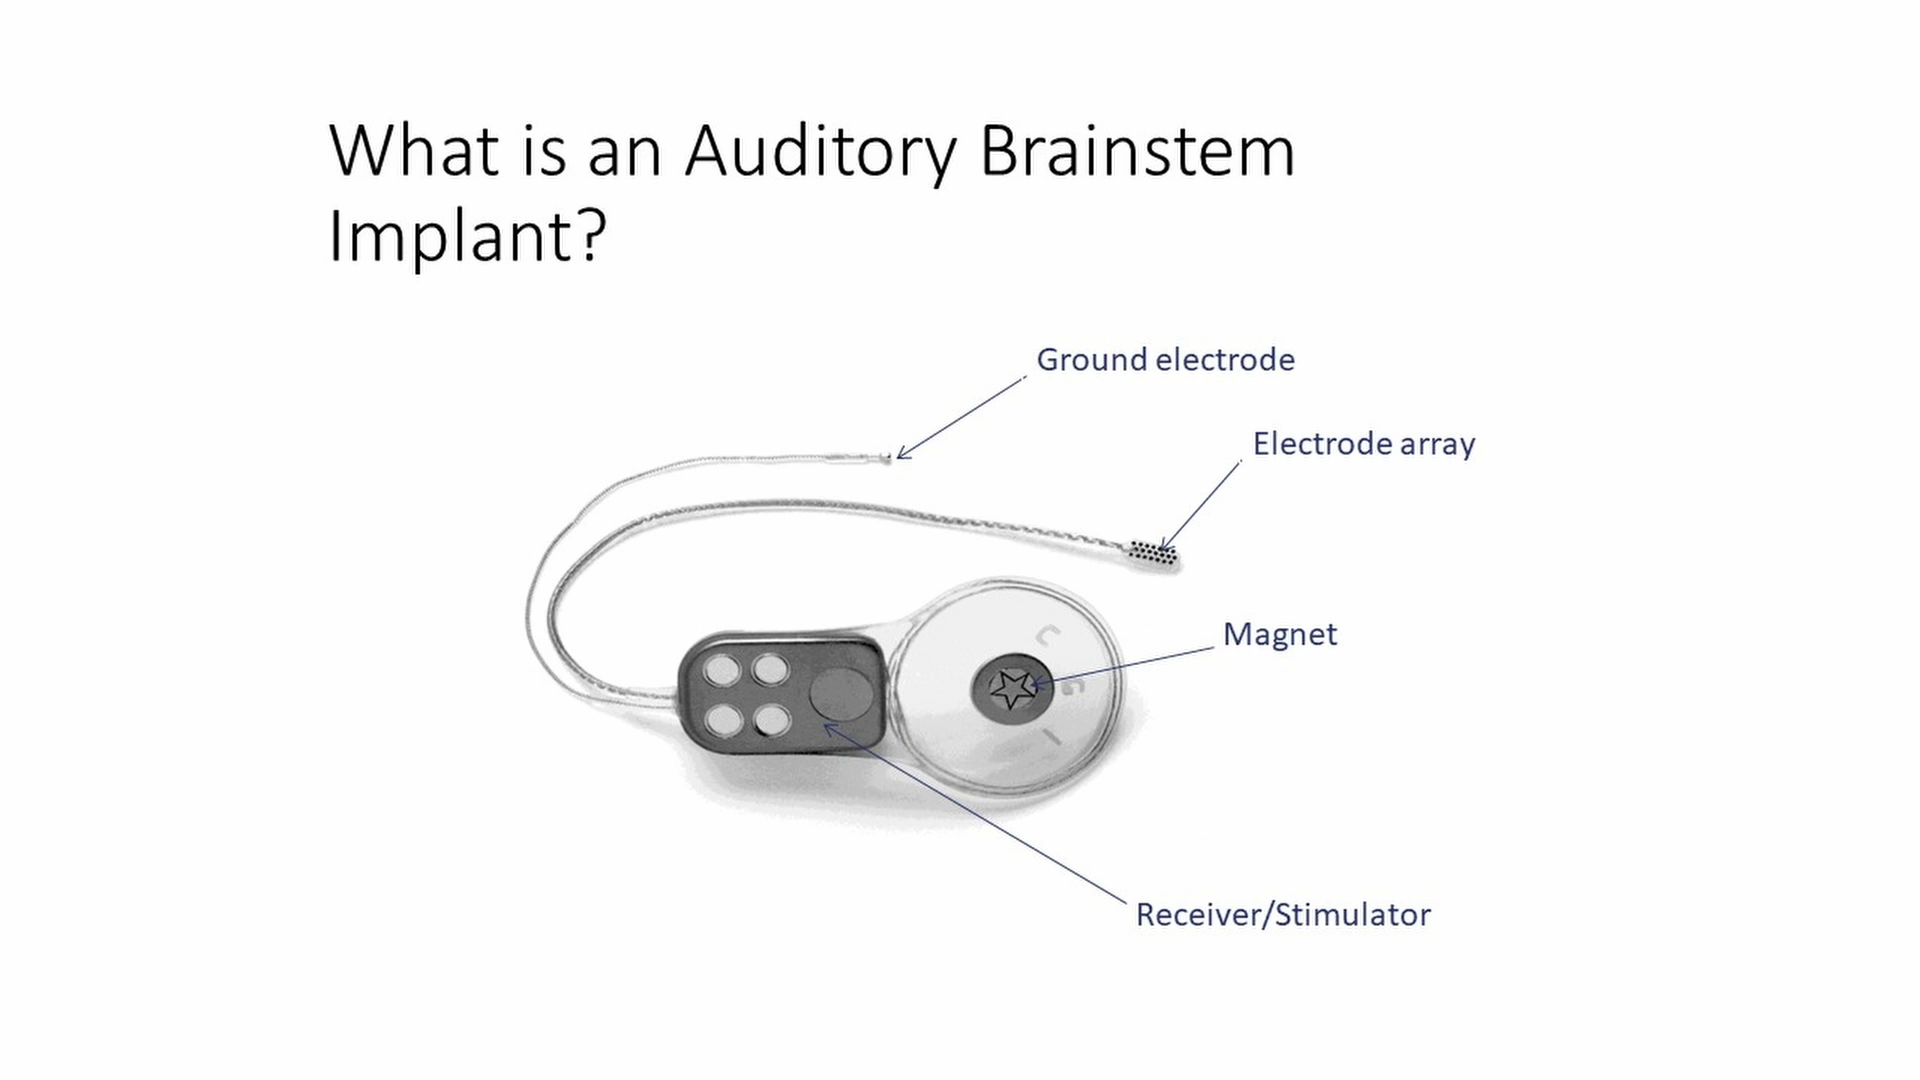 What is an Auditory Brainstem
Implant?
Ground electrode
Electrode array
Magnet
C
G
I
Receiver/Stimulator